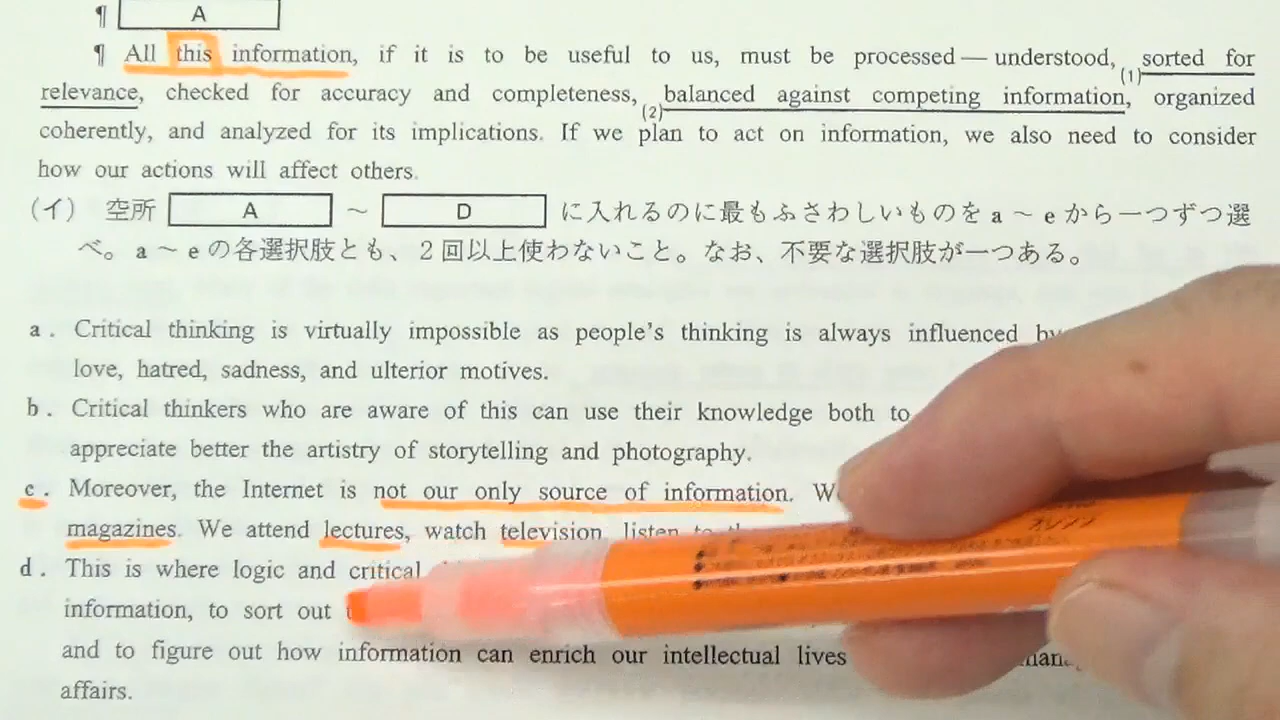 ¶ A
¶ All this information, if it is to be useful to us, must be processed — understood, (1)sorted for
relevance, checked for accuracy and completeness, (2)balanced against competing information, organized
coherently, and analyzed for its implications. If we plan to act on information, we also need to consider
how our actions will affect others.
(イ) 空所 A ～ D に入れるのに最もふさわしいものを a ～ e から一つずつ選
べ。a ～ e の各選択肢とも、2 回以上使わないこと。なお、不要な選択肢が一つある。
a . Critical thinking is virtually impossible as people's thinking is always influenced by
love, hatred, sadness, and ulterior motives.
b . Critical thinkers who are aware of this can use their knowledge both to
appreciate better the artistry of storytelling and photography.
c . Moreover, the Internet is not our only source of information.
magazines. We attend lectures, watch television, listen to
d . This is where logic and critical
information, to sort out
and to figure out how information can enrich our intellectual lives
affairs.